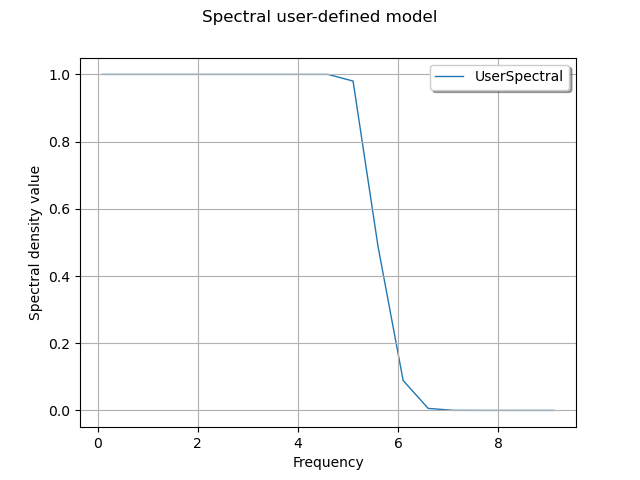 Spectral user-defined model
UserSpectral
1.0
0.8
0.6
0.4
0.2
0.0
Spectral density value
0 2 4 6 8
Frequency